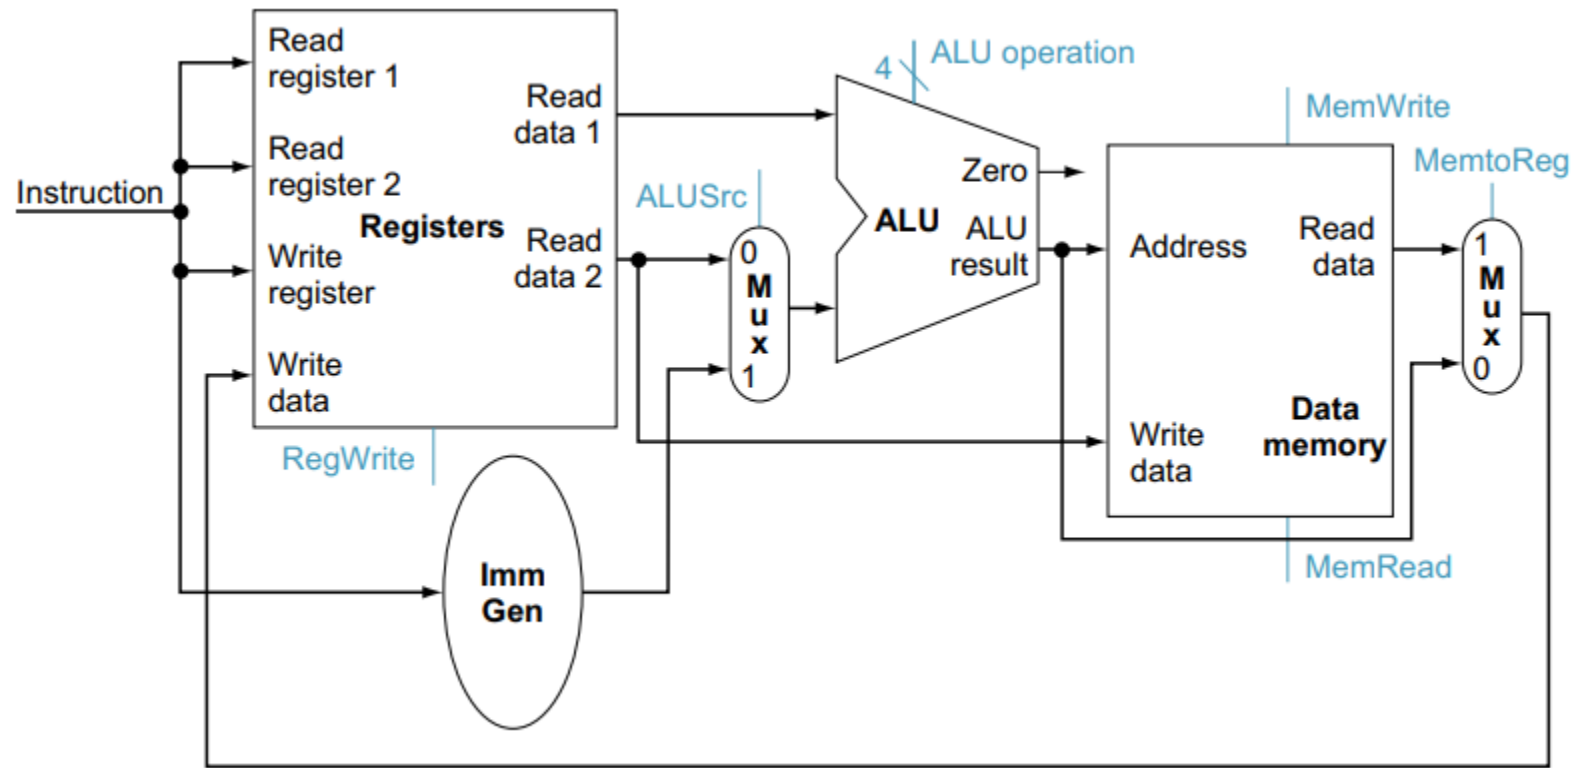 Instruction
Read
register 1
Read
register 2
Registers
Write
register
Write
data
Read
data 1
Read
data 2
RegWrite
Imm
Gen
ALUSrc
0
M
u
x
1
4
ALU operation
Zero
ALU
ALU
result
MemWrite
Address
Read
data
Write
data
Data
memory
MemRead
MemtoReg
1
M
u
x
0